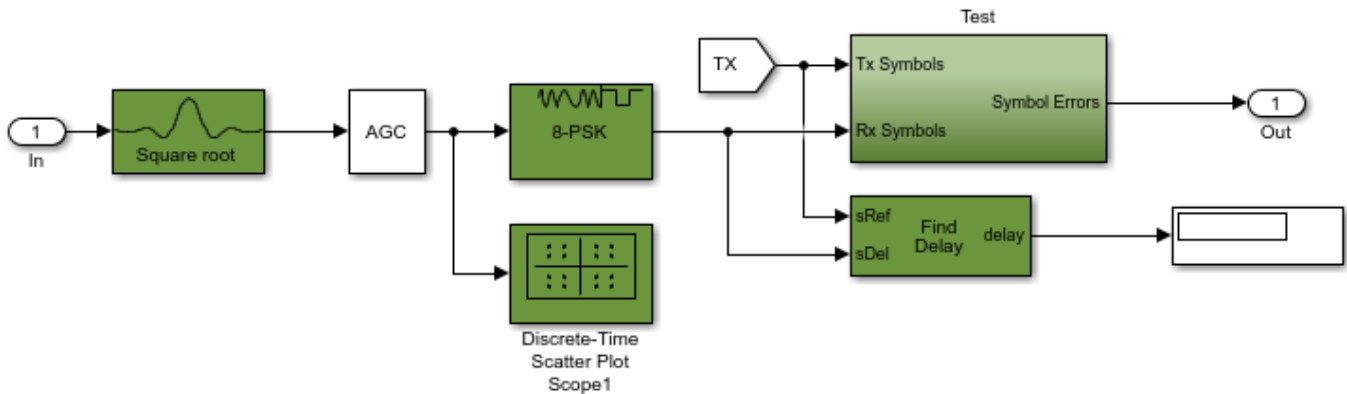 1
In
Square root
AGC
8-PSK
Discrete-Time
Scatter Plot
Scope1
TX
Test
Tx Symbols
Rx Symbols
Symbol Errors
1
Out
sRef
sDel
Find
Delay
delay